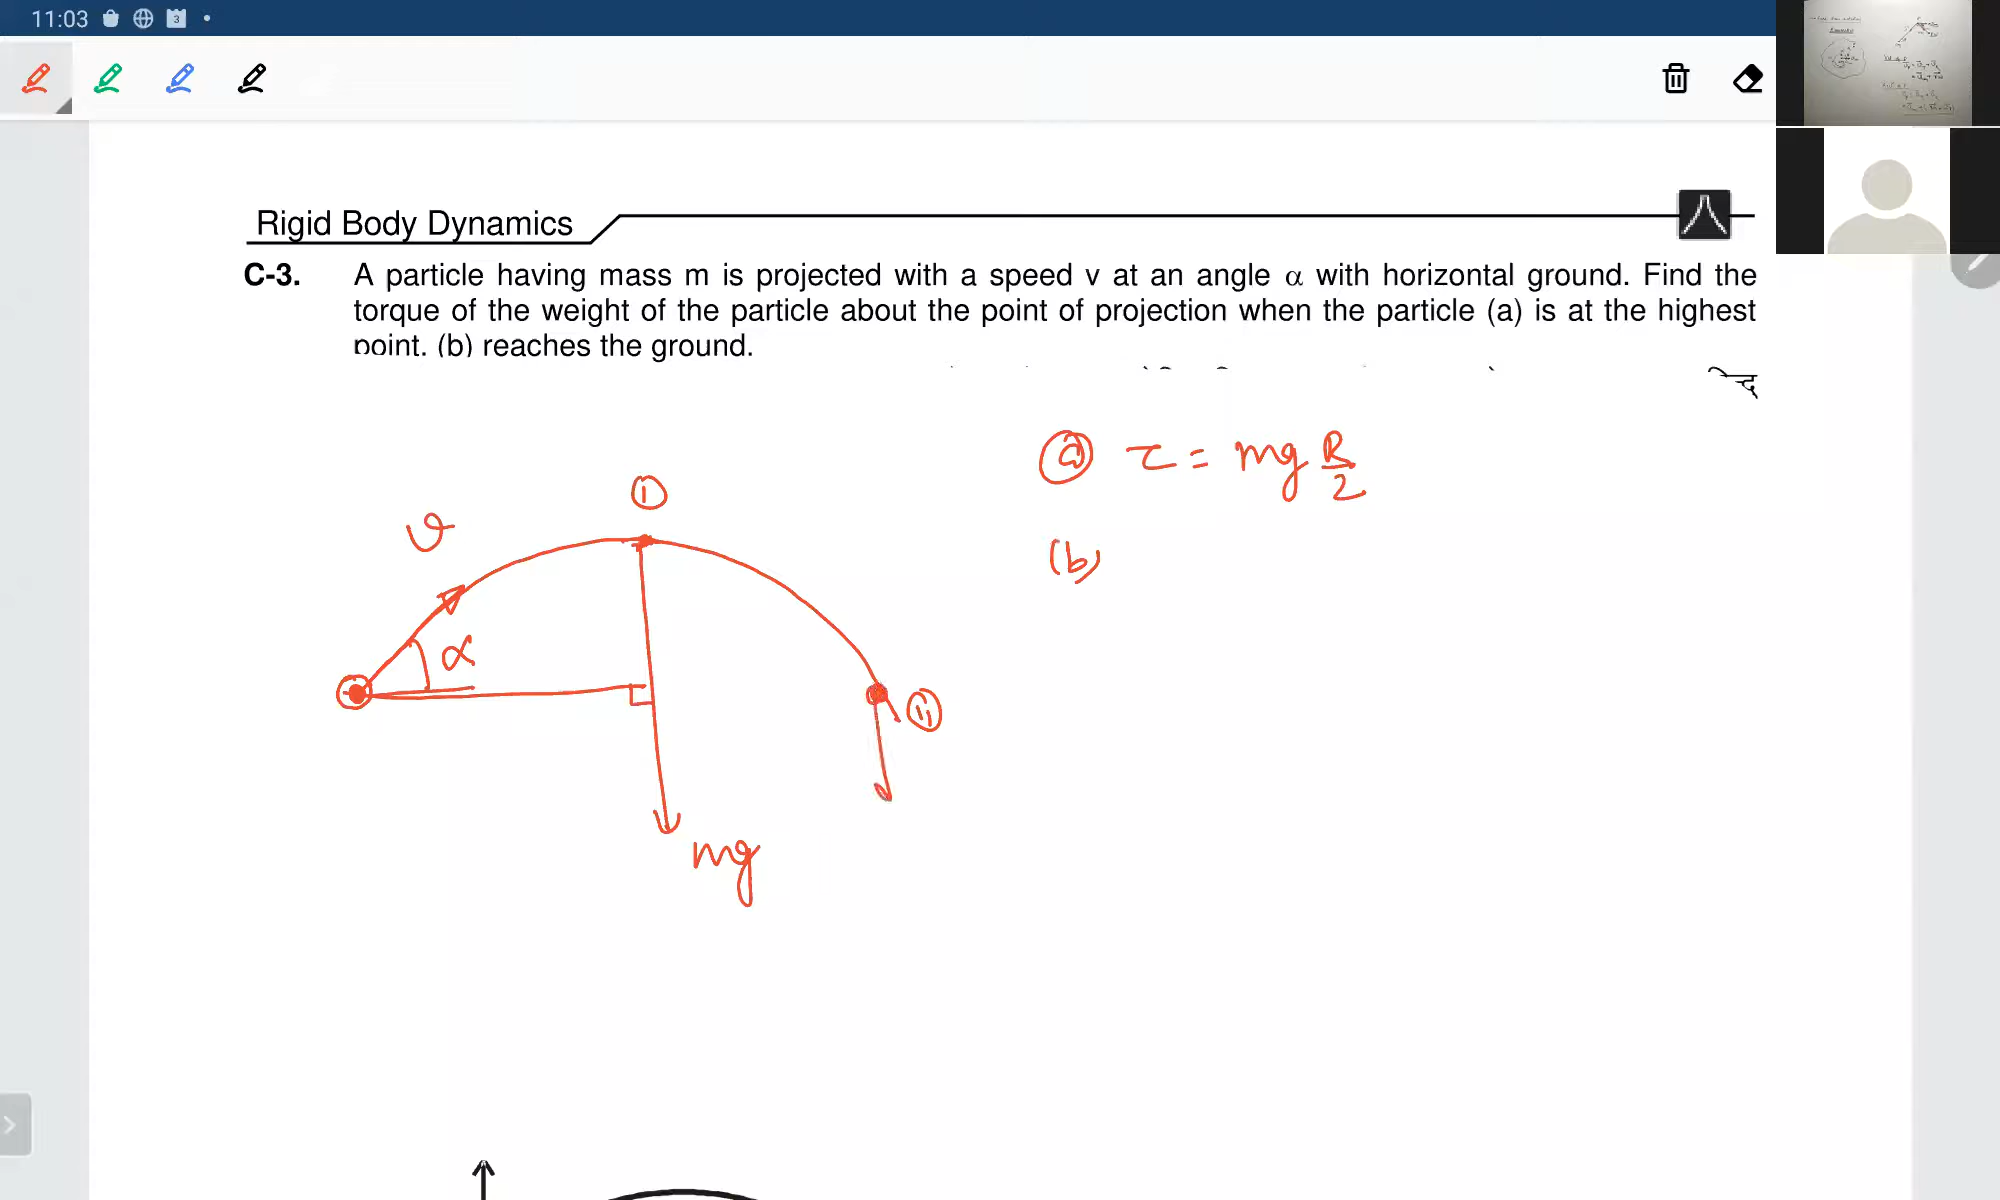 11:03
3
Rigid Body Dynamics
C-3. A particle having mass m is projected with a speed v at an angle α with horizontal ground. Find the
torque of the weight of the particle about the point of projection when the particle (a) is at the highest
point. (b) reaches the ground.
ⓐ τ = mg R/2
(b)
①
v
α
ⓘⓘ
mg